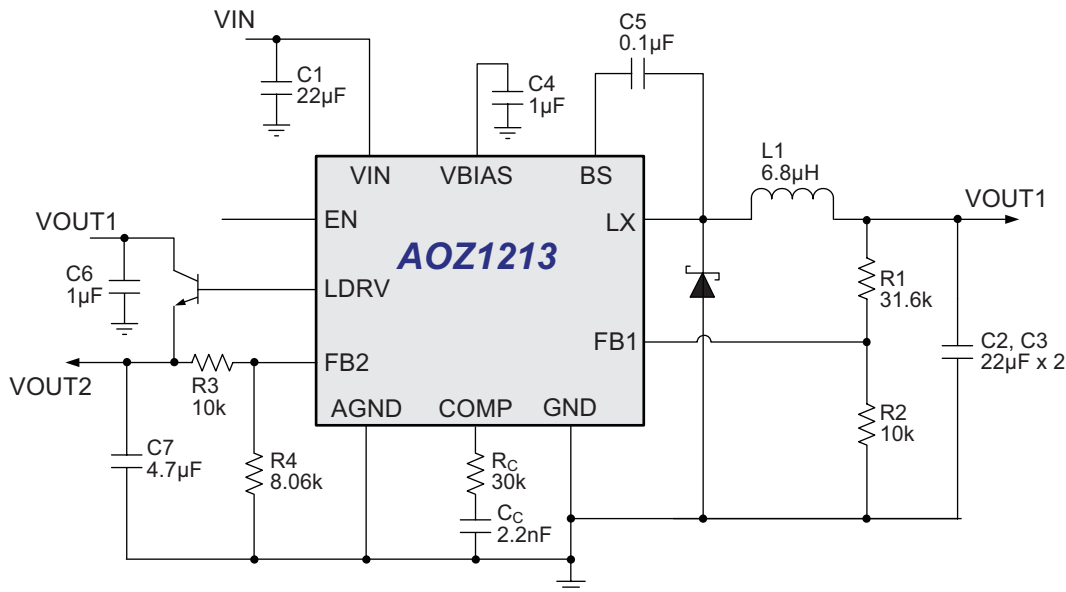 VIN
C1
22µF
C4
1µF
C5
0.1µF
VIN
VBIAS
BS
L1
6.8µH
VOUT1
EN
LX
VOUT1
AOZ1213
C6
1µF
LDRV
R1
31.6k
FB1
C2, C3
22µF x 2
VOUT2
R3
10k
FB2
AGND
COMP
GND
R2
10k
C7
4.7µF
R4
8.06k
RC
30k
CC
2.2nF